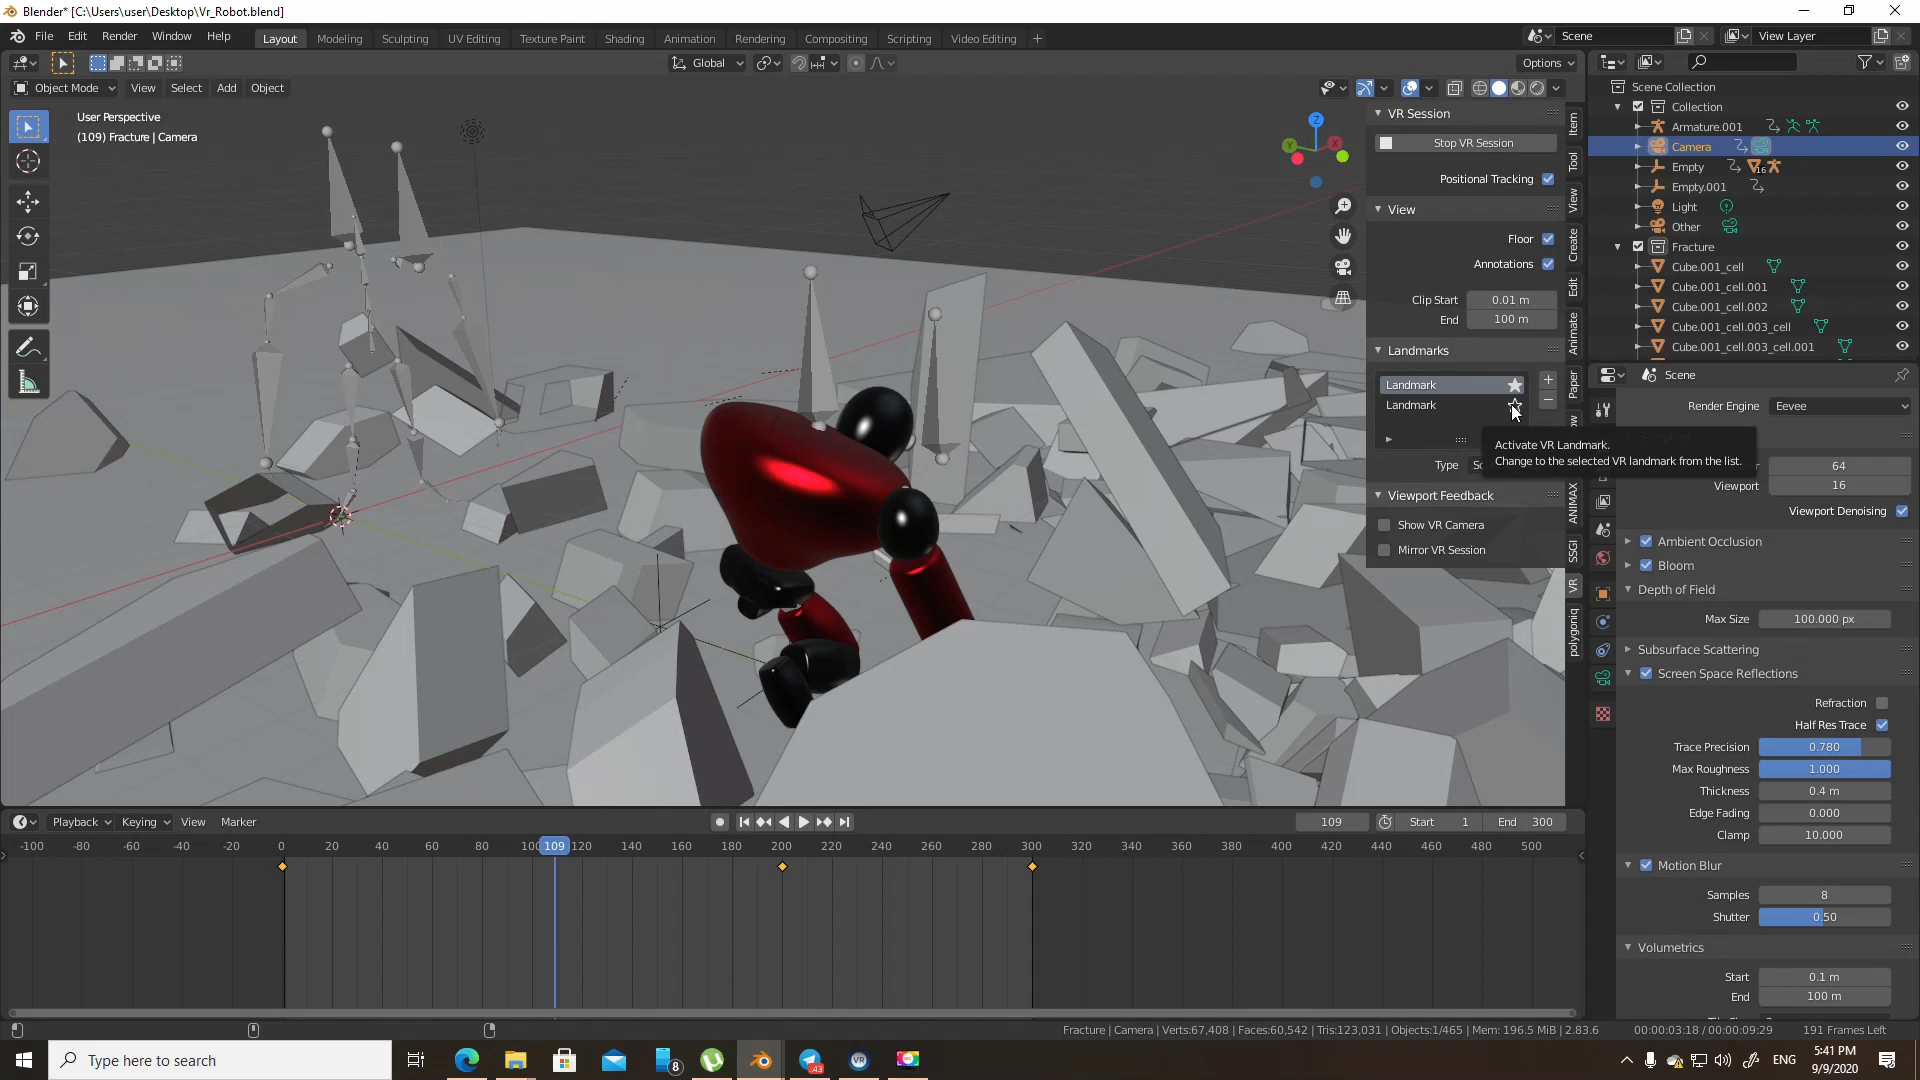 Blender* [C:\Users\user\Desktop\Vr_Robot.blend]
File Edit Render Window Help Layout Modeling Sculpting UV Editing Texture Paint Shading Animation Rendering Compositing Scripting Video Editing + Scene View Layer
Global Options
Object Mode View Select Add Object
User Perspective
(109) Fracture | Camera
Z
Y
X
VR Session
Stop VR Session
Positional Tracking
View
Floor
Annotations
Clip Start 0.01 m
End 100 m
Landmarks
Landmark
Landmark
Type
Activate VR Landmark.
Change to the selected VR landmark from the list.
Viewport Feedback
Show VR Camera
Mirror VR Session
Item
Tool
View
Create
Edit
Animate
Paper
ANIMAX
SSGI
VR
polygoniq
Scene Collection
Collection
Armature.001
Camera
Empty 16
Empty.001
Light
Other
Fracture
Cube.001_cell
Cube.001_cell.001
Cube.001_cell.002
Cube.001_cell.003_cell
Cube.001_cell.003_cell.001
Scene
Render Engine Eevee
64
Viewport 16
Viewport Denoising
Ambient Occlusion
Bloom
Depth of Field
Max Size 100.000 px
Subsurface Scattering
Screen Space Reflections
Refraction
Half Res Trace
Trace Precision 0.780
Max Roughness 1.000
Thickness 0.4 m
Edge Fading 0.000
Clamp 10.000
Motion Blur
Samples 8
Shutter 0.50
Volumetrics
Start 0.1 m
End 100 m
Playback Keying View Marker 109 Start 1 End 300
-100 -80 -60 -40 -20 0 20 40 60 80 100 109 120 140 160 180 200 220 240 260 280 300 320 340 360 380 400 420 440 460 480 500
Fracture | Camera | Verts:67,408 | Faces:60,542 | Tris:123,031 | Objects:1/465 | Mem: 196.5 MiB | 2.83.6 00:00:03:18 / 00:00:09:29 191 Frames Left
Type here to search 8 43 VR ENG 5:41 PM
9/9/2020